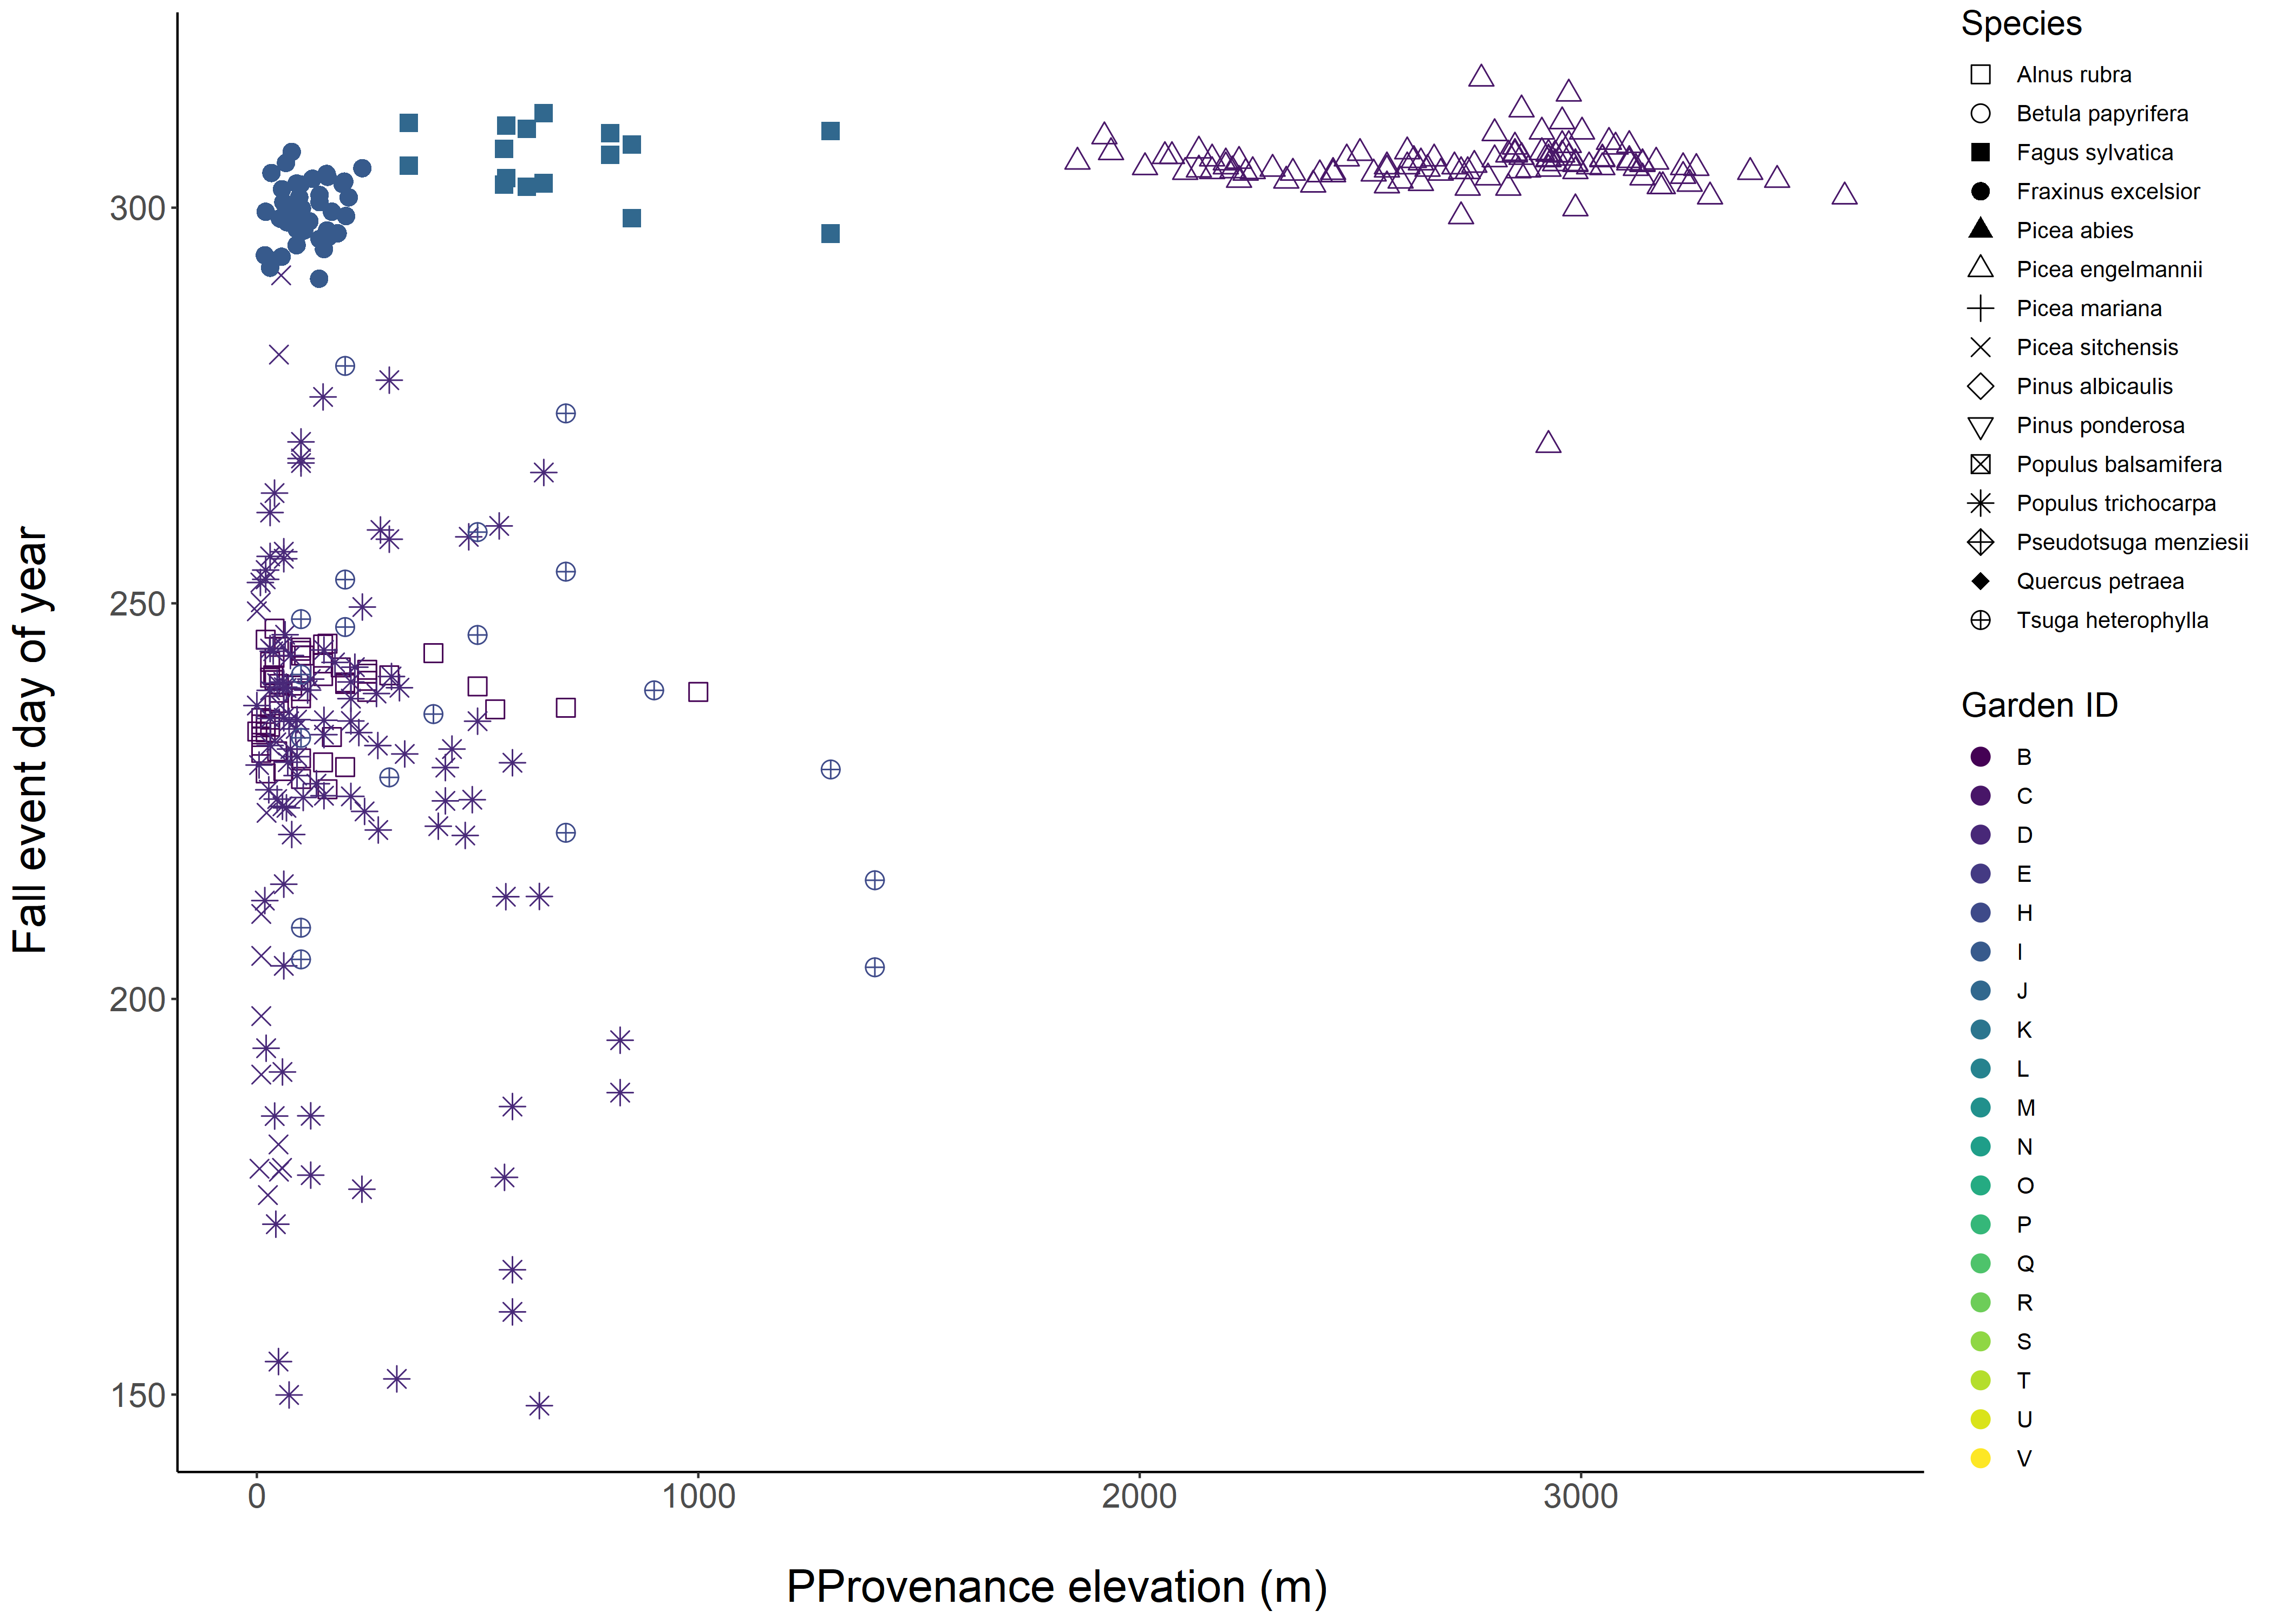 Fall event day of year
300
250
200
150
0
1000
2000
3000
PProvenance elevation (m)
Species
Alnus rubra
Betula papyrifera
Fagus sylvatica
Fraxinus excelsior
Picea abies
Picea engelmannii
Picea mariana
Picea sitchensis
Pinus albicaulis
Pinus ponderosa
Populus balsamifera
Populus trichocarpa
Pseudotsuga menziesii
Quercus petraea
Tsuga heterophylla
Garden ID
B
C
D
E
H
I
J
K
L
M
N
O
P
Q
R
S
T
U
V